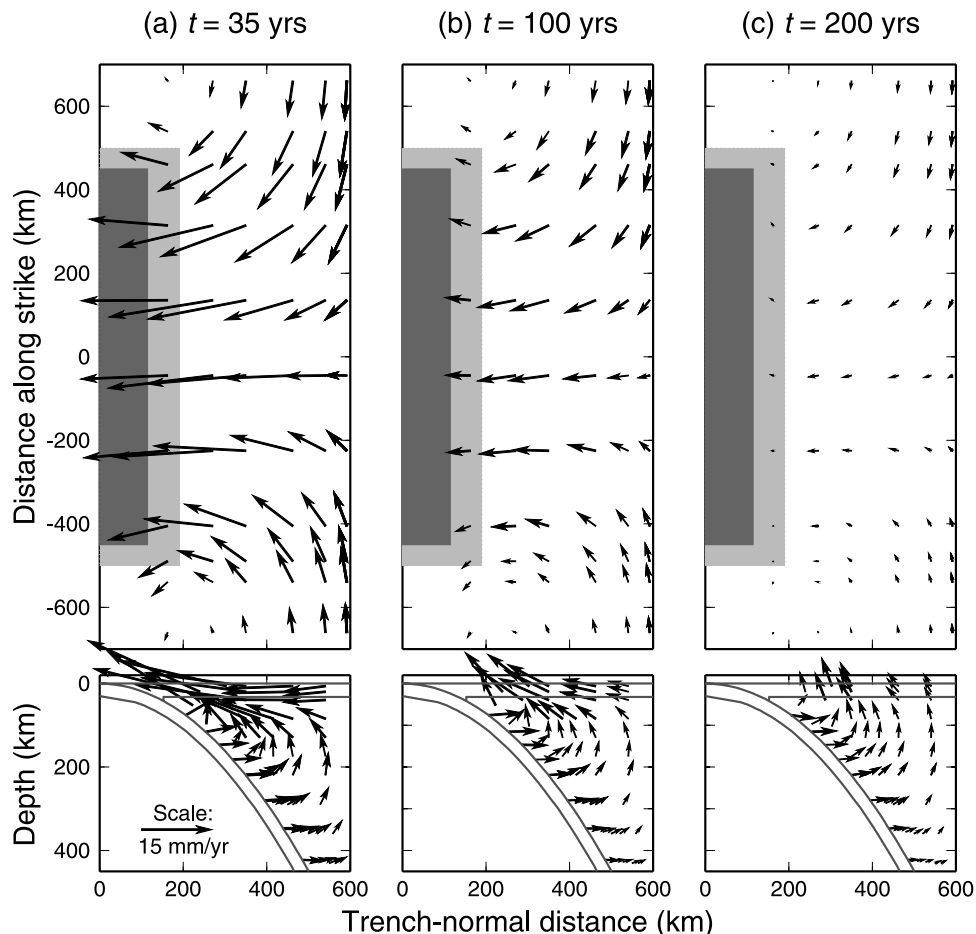 (a) t = 35 yrs
(b) t = 100 yrs
(c) t = 200 yrs
Distance along strike (km)
600
400
200
0
-200
-400
-600
Depth (km)
0
200
400
Scale:
15 mm/yr
0 200 400 600
0 200 400 600
0 200 400 600
Trench-normal distance (km)